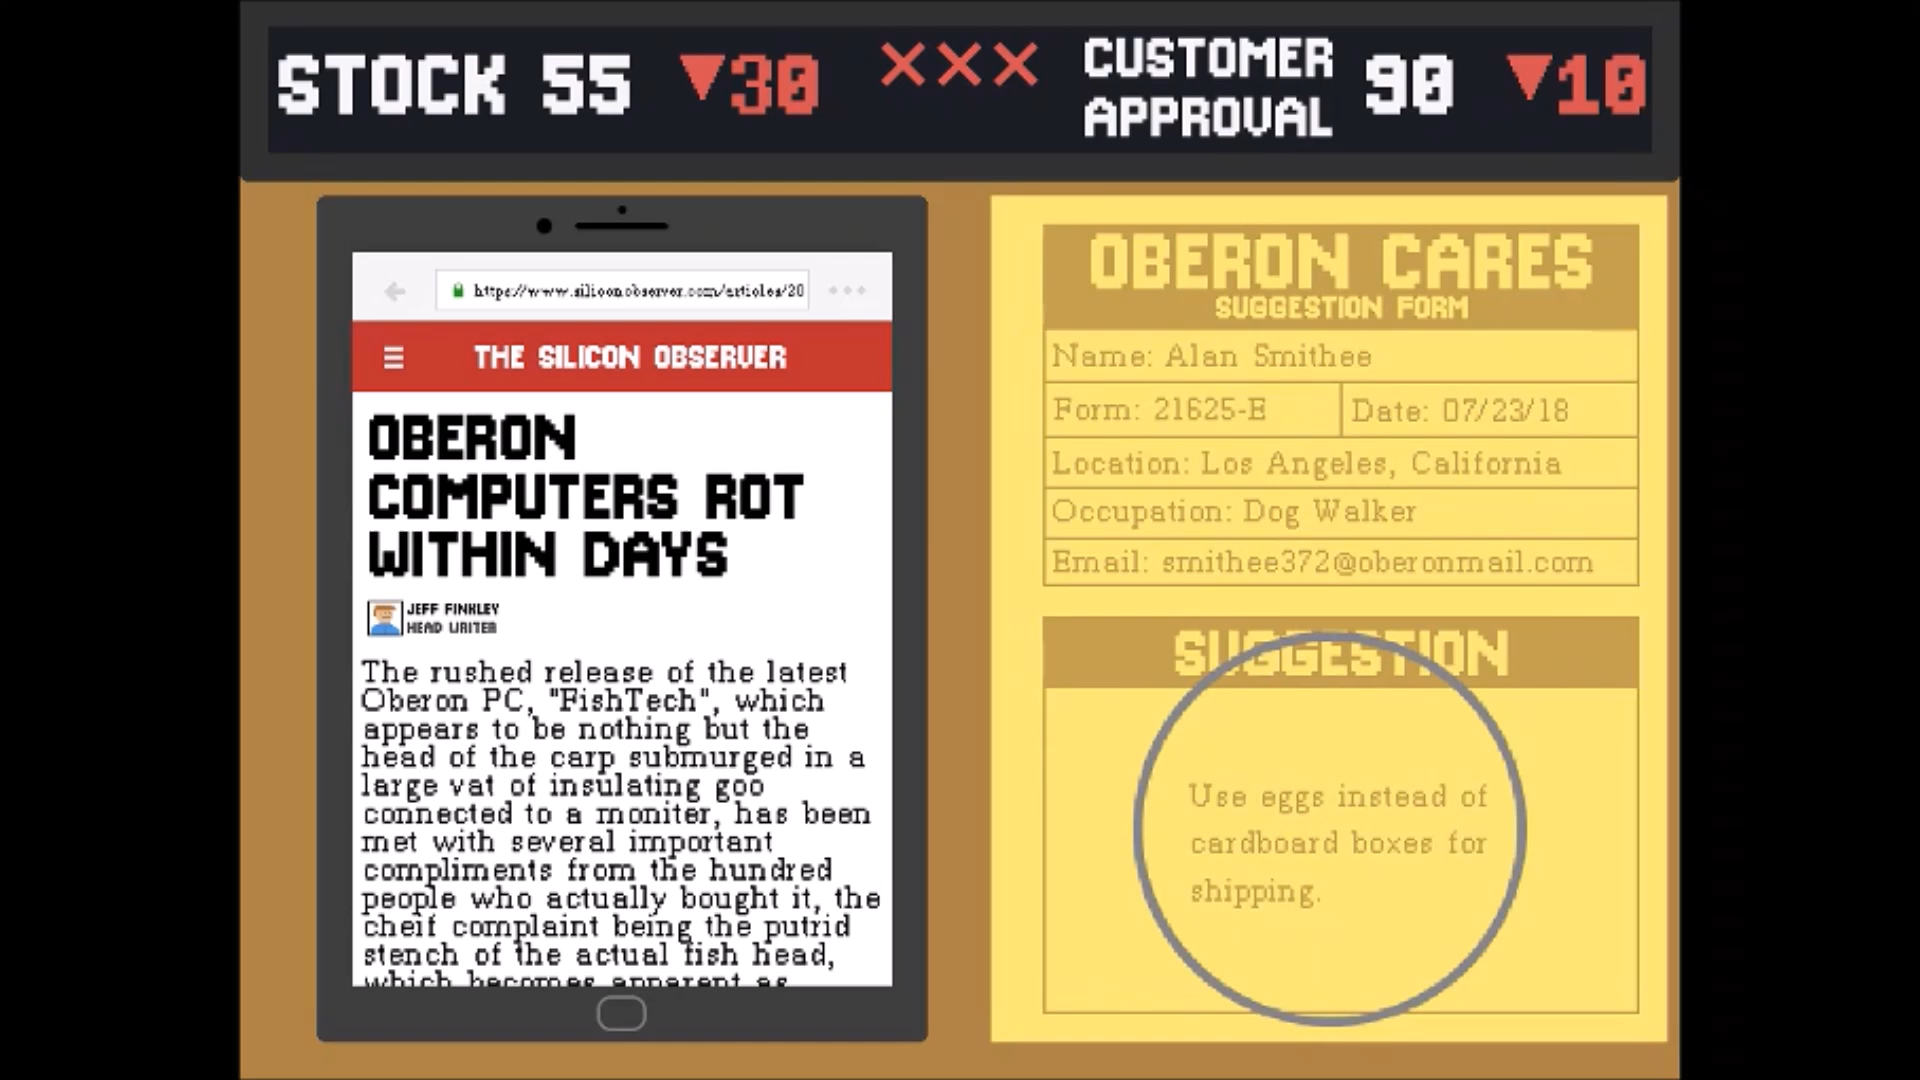 STOCK 55 ▼30 ××× CUSTOMER APPROVAL 90 ▼10
https://www.siliconobserver.com/articles/20
THE SILICON OBSERVER
OBERON
COMPUTERS ROT
WITHIN DAYS
JEFF FINKLEY
HEAD WRITER
The rushed release of the latest
Oberon PC, "FishTech", which
appears to be nothing but the
head of the carp submurged in a
large vat of insulating goo
connected to a moniter, has been
met with several important
compliments from the hundred
people who actually bought it, the
cheif complaint being the putrid
stench of the actual fish head,
which becomes apparent as
OBERON CARES
SUGGESTION FORM
Name: Alan Smithee
Form: 21625-E
Date: 07/23/18
Location: Los Angeles, California
Occupation: Dog Walker
Email: smithee372@oberonmail.com
SUGGESTION
Use eggs instead of
cardboard boxes for
shipping.